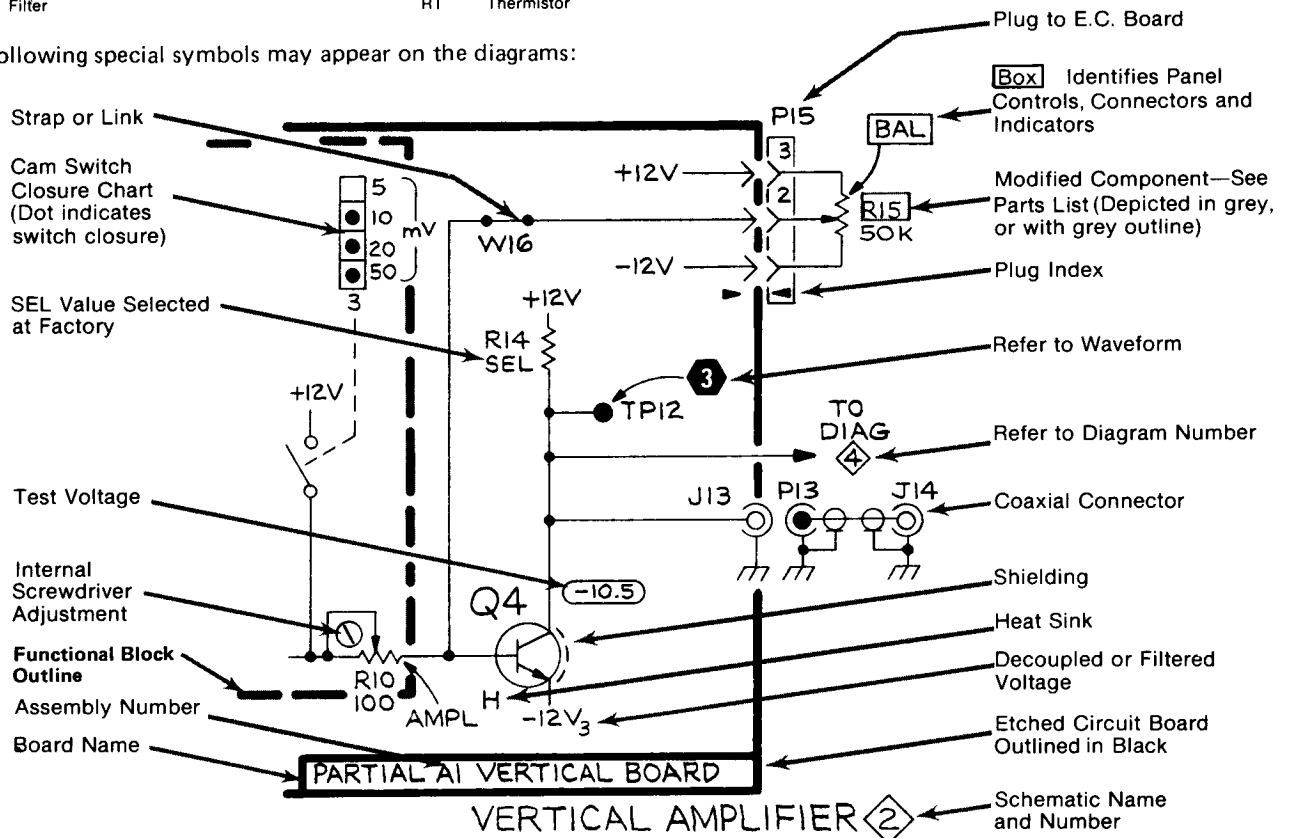 Filter
RT Thermistor
ollowing special symbols may appear on the diagrams:
Plug to E.C. Board
Box Identifies Panel
Controls, Connectors and
Indicators
Modified Component—See
Parts List (Depicted in grey,
or with grey outline)
Plug Index
Refer to Waveform
Refer to Diagram Number
Coaxial Connector
Shielding
Heat Sink
Decoupled or Filtered
Voltage
Etched Circuit Board
Outlined in Black
Schematic Name
and Number
Strap or Link
Cam Switch
Closure Chart
(Dot indicates
switch closure)
SEL Value Selected
at Factory
Test Voltage
Internal
Screwdriver
Adjustment
Functional Block
Outline
Assembly Number
Board Name
P15
BAL
3
+12V
5
2
10
mV
R15
50K
W16
20
50
-12V
3
+12V
R14
SEL
3
TP12
+12V
TO
DIAG
4
J13
P13
J14
-10.5
Q4
R10
100
AMPL
H
-12V3
PARTIAL A1 VERTICAL BOARD
VERTICAL AMPLIFIER 2